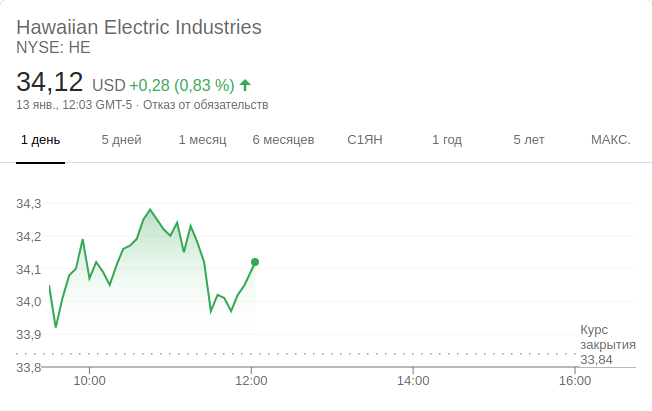 Hawaiian Electric Industries
NYSE: HE
34,12 USD +0,28 (0,83 %)
13 янв., 12:03 GMT-5 · Отказ от обязательств
1 день 5 дней 1 месяц 6 месяцев С1ЯН 1 год 5 лет МАКС.
34,3
34,2
34,1
34,0
33,9
33,8
Курс
закрытия
33,84
10:00 12:00 14:00 16:00